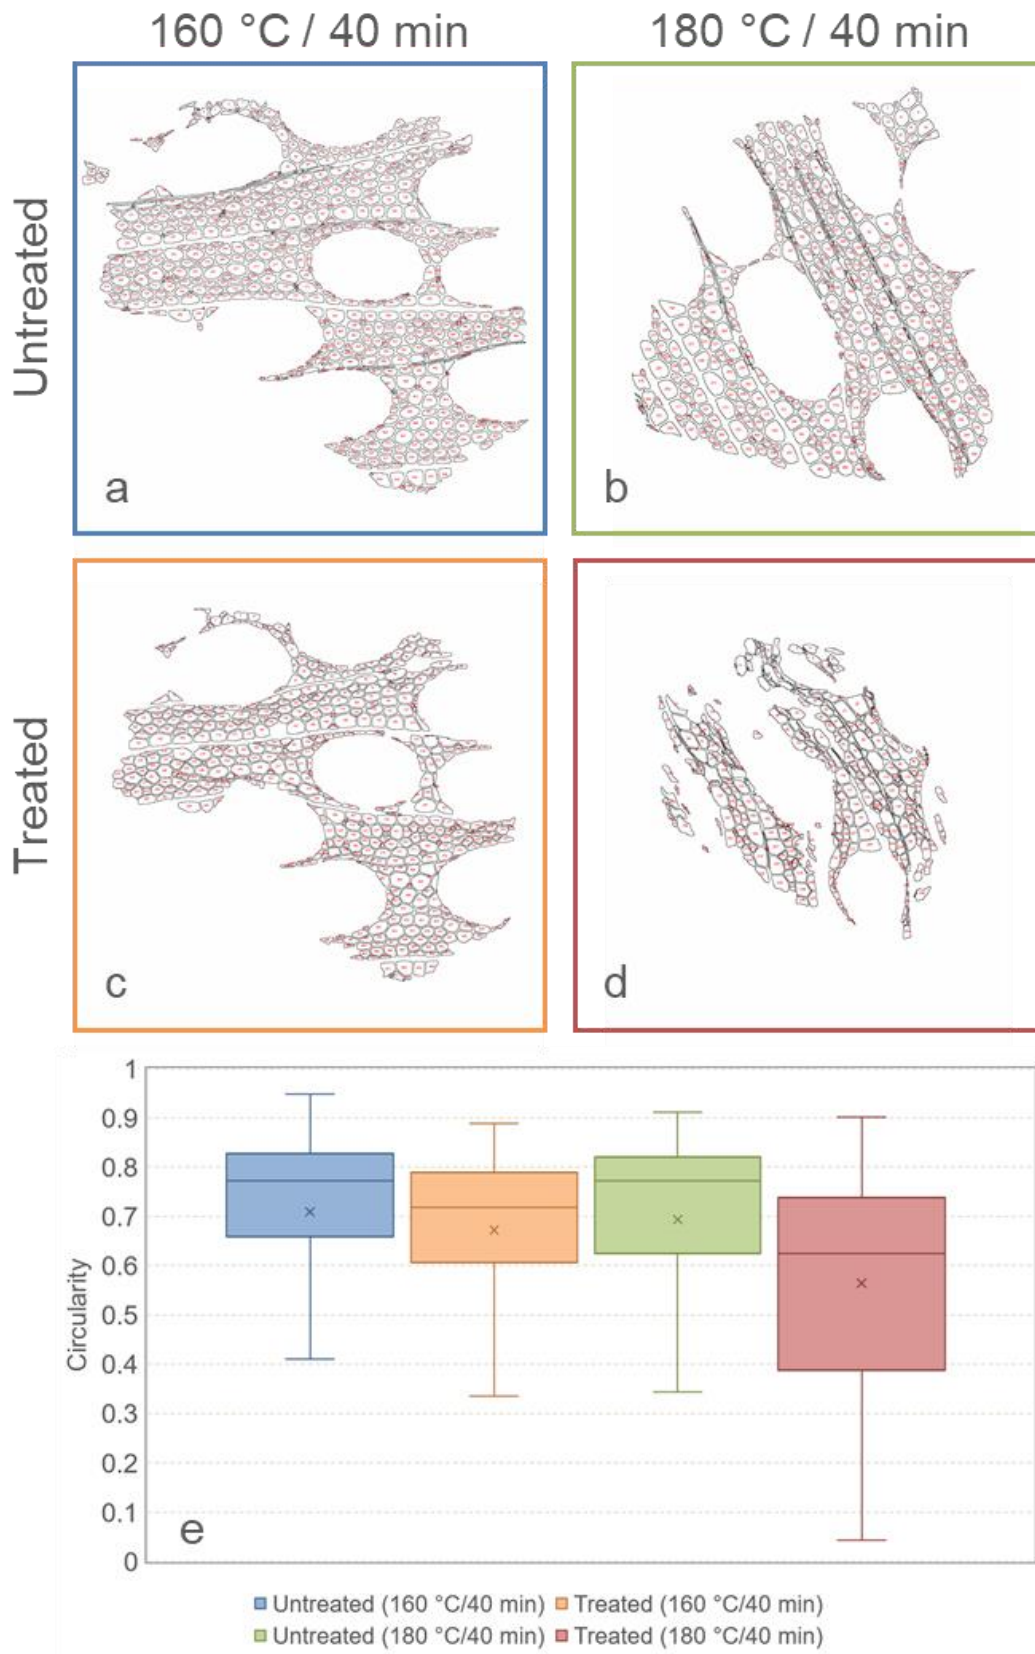 160 °C / 40 min
180 °C / 40 min
Untreated
a
b
Treated
c
d
1
0.9
0.8
0.7
0.6
0.5
0.4
0.3
0.2
0.1
0
Circularity
e
Untreated (160 °C/40 min) Treated (160 °C/40 min)
Untreated (180 °C/40 min) Treated (180 °C/40 min)